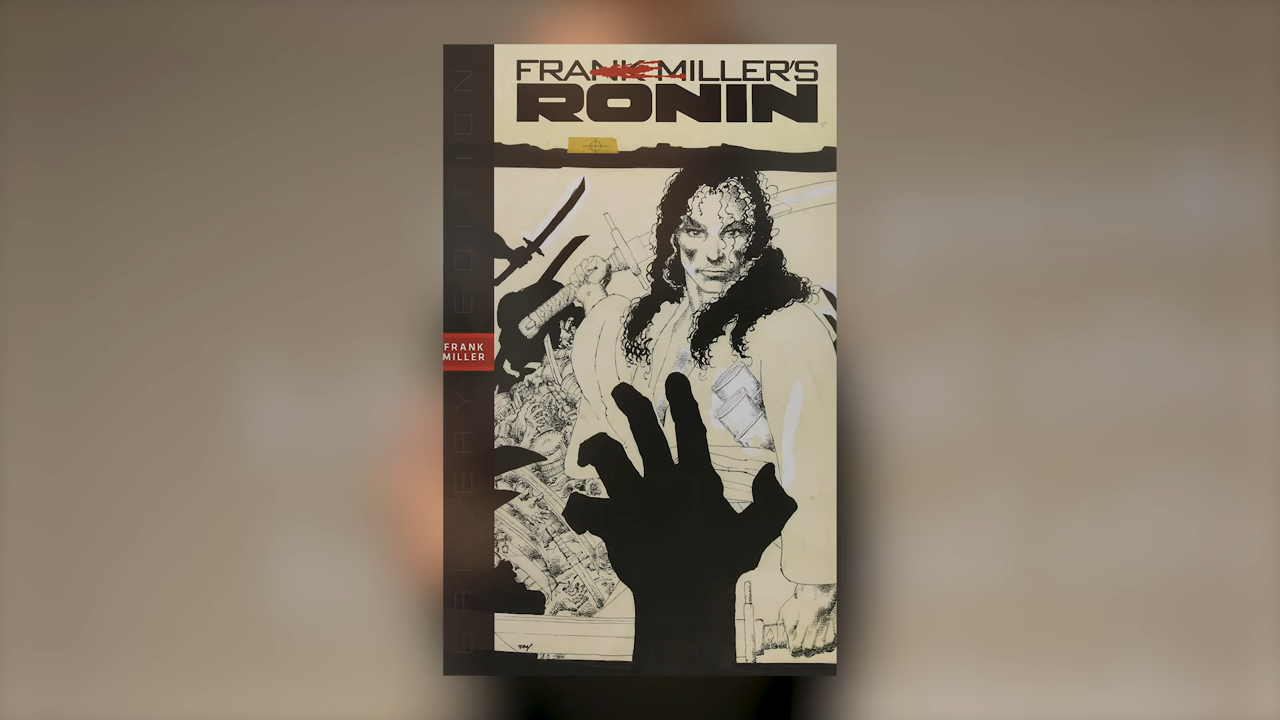 FRANK MILLER'S
RONIN
GALLERY EDITION
FRANK
MILLER